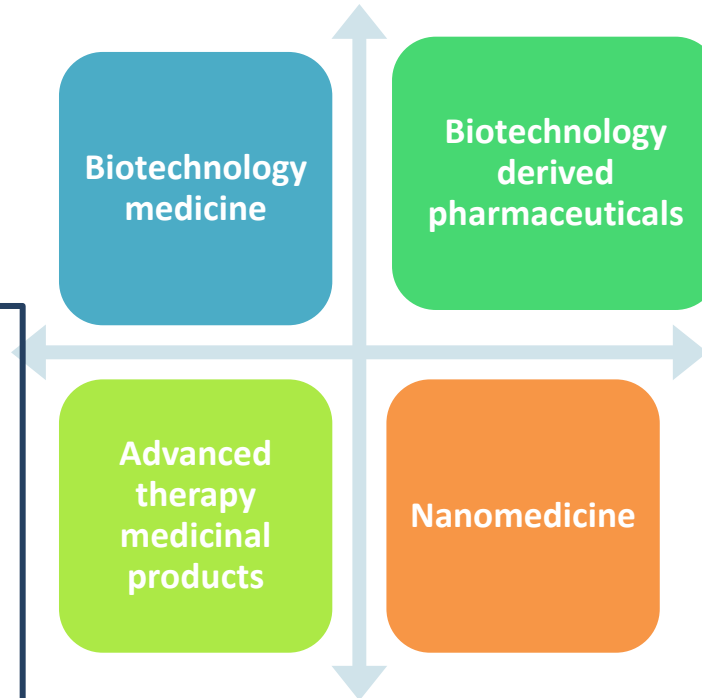 Biotechnology
medicine
Biotechnology
derived
pharmaceuticals
Advanced
therapy
medicinal
products
Nanomedicine